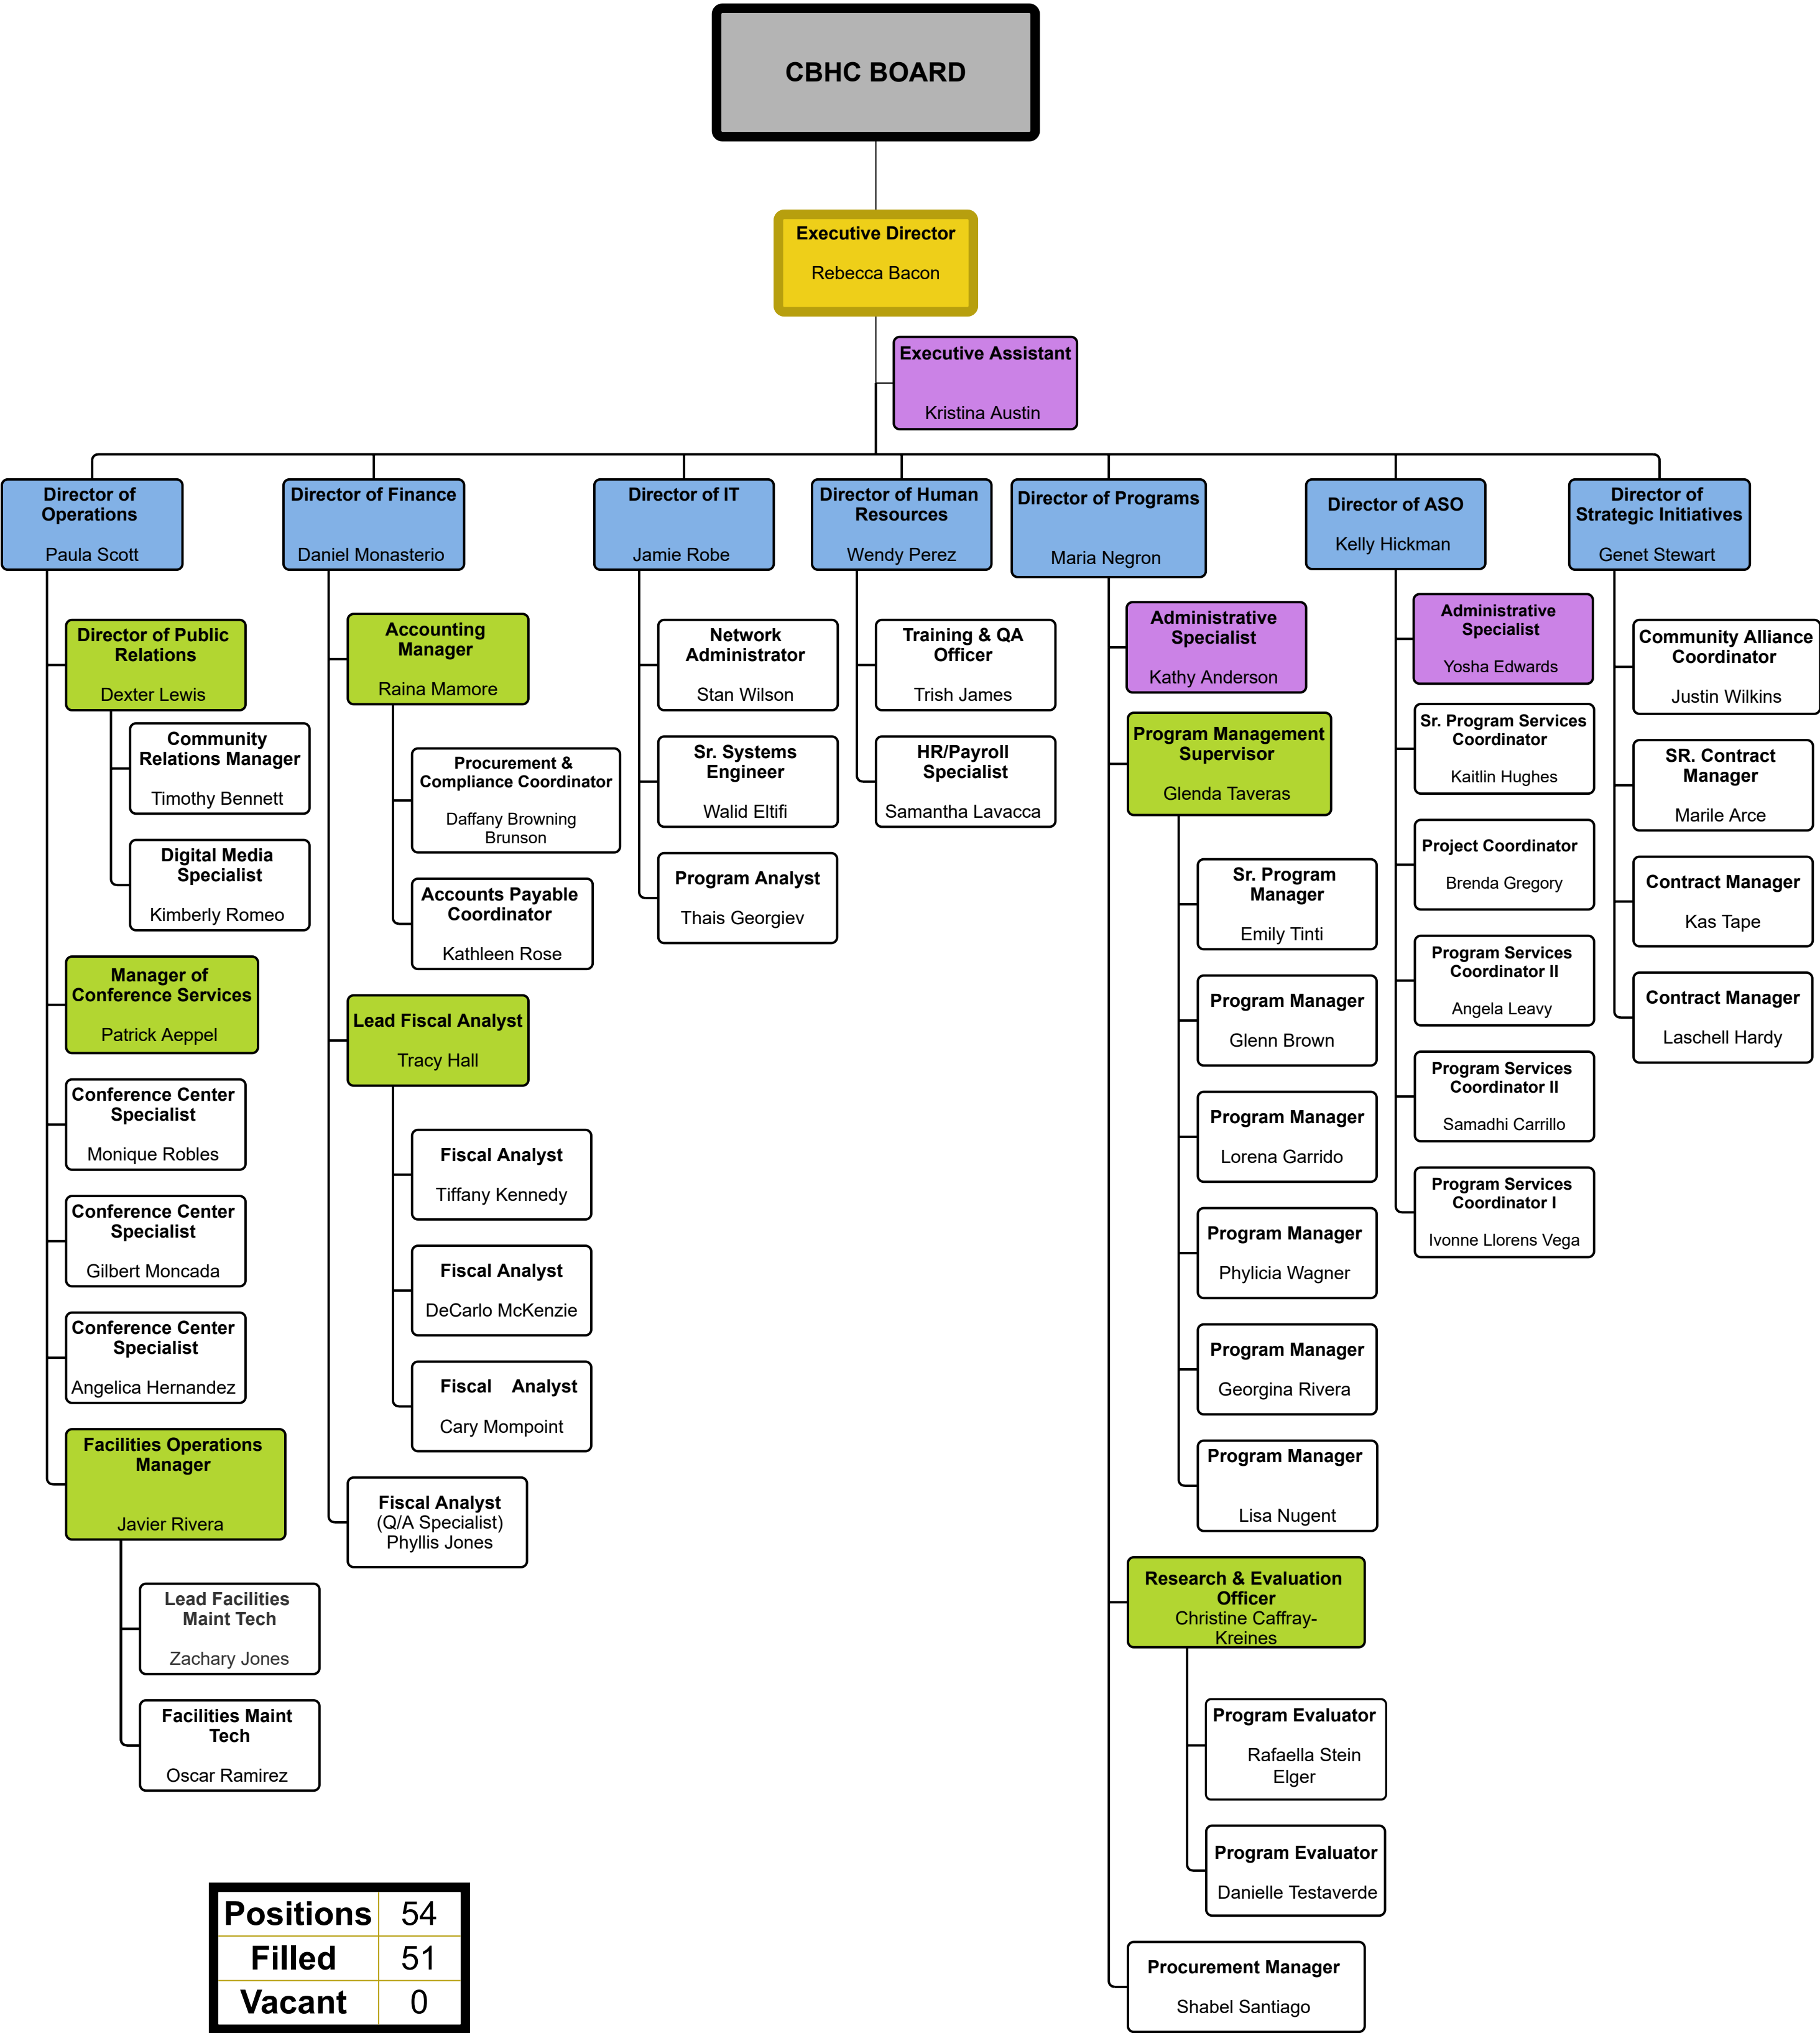 CBHC BOARD
Executive Director
Rebecca Bacon
Executive Assistant
Kristina Austin
Director of
Operations
Paula Scott
Director of Public
Relations
Dexter Lewis
Community
Relations Manager
Timothy Bennett
Digital Media
Specialist
Kimberly Romeo
Manager of
Conference Services
Patrick Aeppel
Conference Center
Specialist
Monique Robles
Conference Center
Specialist
Gilbert Moncada
Conference Center
Specialist
Angelica Hernandez
Facilities Operations
Manager
Javier Rivera
Lead Facilities
Maint Tech
Zachary Jones
Facilities Maint
Tech
Oscar Ramirez
Director of Finance
Daniel Monasterio
Accounting
Manager
Raina Mamore
Procurement &
Compliance Coordinator
Daffany Browning
Brunson
Accounts Payable
Coordinator
Kathleen Rose
Lead Fiscal Analyst
Tracy Hall
Fiscal Analyst
Tiffany Kennedy
Fiscal Analyst
DeCarlo McKenzie
Fiscal Analyst
Cary Mompoint
Fiscal Analyst
(Q/A Specialist)
Phyllis Jones
Director of IT
Jamie Robe
Network
Administrator
Stan Wilson
Sr. Systems
Engineer
Walid Eltifi
Program Analyst
Thais Georgiev
Director of Human
Resources
Wendy Perez
Training & QA
Officer
Trish James
HR/Payroll
Specialist
Samantha Lavacca
Director of Programs
Maria Negron
Administrative
Specialist
Kathy Anderson
Program Management
Supervisor
Glenda Taveras
Sr. Program
Manager
Emily Tinti
Program Manager
Glenn Brown
Program Manager
Lorena Garrido
Program Manager
Phylicia Wagner
Program Manager
Georgina Rivera
Program Manager
Lisa Nugent
Research & Evaluation
Officer
Christine Caffray-
Kreines
Program Evaluator
Rafaella Stein
Elger
Program Evaluator
Danielle Testaverde
Procurement Manager
Shabel Santiago
Director of ASO
Kelly Hickman
Administrative
Specialist
Yosha Edwards
Sr. Program Services
Coordinator
Kaitlin Hughes
Project Coordinator
Brenda Gregory
Program Services
Coordinator II
Angela Leavy
Program Services
Coordinator II
Samadhi Carrillo
Program Services
Coordinator I
Ivonne Llorens Vega
Director of
Strategic Initiatives
Genet Stewart
Community Alliance
Coordinator
Justin Wilkins
SR. Contract
Manager
Marile Arce
Contract Manager
Kas Tape
Contract Manager
Laschell Hardy
Positions 54
Filled 51
Vacant 0